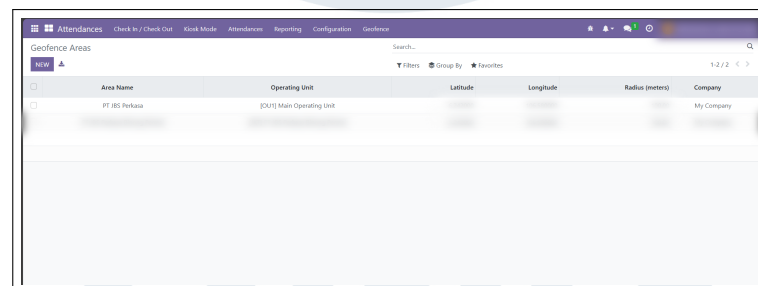 Attendances Check In / Check Out Kiosk Mode Attendances Reporting Configuration Geofence 1
Geofence Areas Search...
NEW Filters Group By Favorites 1-2 / 2
Area Name Operating Unit Latitude Longitude Radius (meters) Company
PT JBS Perkasa [OU1] Main Operating Unit My Company